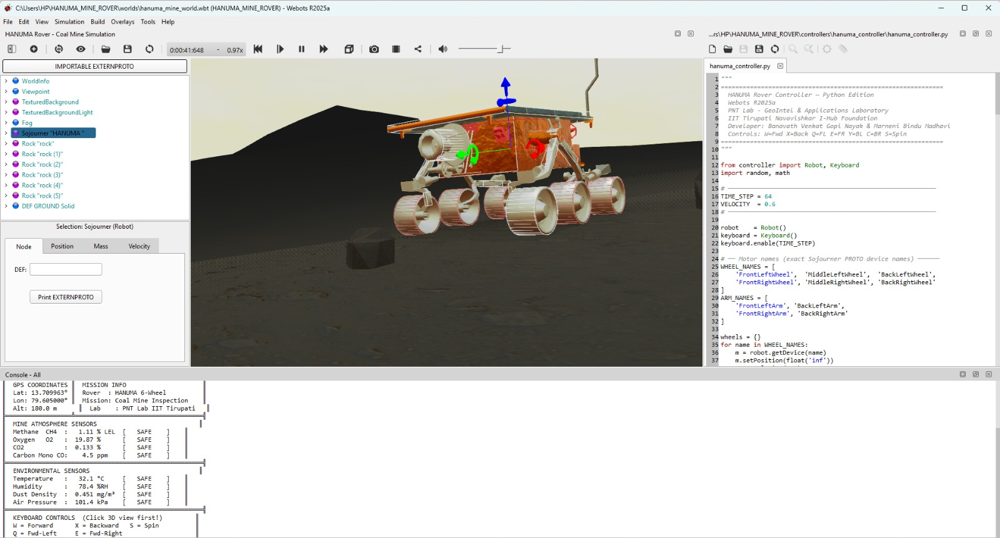 C:\Users\HP\HANUMA_MINE_ROVER\worlds\hanuma_mine_world.wbt (HANUMA_MINE_ROVER) - Webots R2025a
File Edit View Simulation Build Overlays Tools Help
HANUMA Rover - Coal Mine Simulation
0:00:41:648 - 0.97x
IMPORTABLE EXTERNPROTO
WorldInfo
Viewpoint
TexturedBackground
TexturedBackgroundLight
Fog
Sojourner "HANUMA "
Rock "rock"
Rock "rock (1)"
Rock "rock (2)"
Rock "rock (3)"
Rock "rock (4)"
Rock "rock (5)"
DEF GROUND Solid
Selection: Sojourner (Robot)
Node Position Mass Velocity
DEF:
Print EXTERNPROTO
...rs\HP\HANUMA_MINE_ROVER\controllers\hanuma_controller\hanuma_controller.py
hanuma_controller.py
1 """
2 =========================================================
3 HANUMA Rover Controller — Python Edition
4 Webots R2025a
5 PNT Lab - GeoIntel & Applications Laboratory
6 IIT Tirupati Navavishkar I-Hub Foundation
7 Developer: Banavath Venkat Gopi Nayak & Marneni Bindu Madhavi
8 Controls: W=Fwd X=Back Q=FL E=FR Y=BL C=BR S=Spin
9 =========================================================
10 """
11
12 from controller import Robot, Keyboard
13 import random, math
14
15 # ─────────────────────────────
16 TIME_STEP = 64
17 VELOCITY = 0.6
18 # ─────────────────────────────
19
20 robot = Robot()
21 keyboard = Keyboard()
22 keyboard.enable(TIME_STEP)
23
24 # ── Motor names (exact Sojourner PROTO device names) ───
25 WHEEL_NAMES = [
26 'FrontLeftWheel', 'MiddleLeftWheel', 'BackLeftWheel',
27 'FrontRightWheel', 'MiddleRightWheel', 'BackRightWheel'
28 ]
29 ARM_NAMES = [
30 'FrontLeftArm', 'BackLeftArm',
31 'FrontRightArm', 'BackRightArm'
32 ]
33
34 wheels = {}
35 for name in WHEEL_NAMES:
36 m = robot.getDevice(name)
37 m.setPosition(float('inf'))
Console - All
GPS COORDINATES ║ MISSION INFO
Lat: 13.709963° ║ Rover : HANUMA 6-Wheel
Lon: 79.605000° ║ Mission: Coal Mine Inspection
Alt: 180.0 m ║ Lab : PNT Lab IIT Tirupati ║
MINE ATMOSPHERE SENSORS
Methane CH4 : 1.11 % LEL [ SAFE ]
Oxygen O2 : 19.87 % [ SAFE ]
CO2 : 0.133 % [ SAFE ]
Carbon Mono CO: 4.5 ppm [ SAFE ]
ENVIRONMENTAL SENSORS
Temperature : 32.1 °C [ SAFE ]
Humidity : 78.4 %RH [ SAFE ]
Dust Density : 0.451 mg/m³ [ SAFE ]
Air Pressure : 101.4 kPa [ SAFE ]
KEYBOARD CONTROLS (Click 3D view first!)
W = Forward X = Backward S = Spin
Q = Fwd-Left E = Fwd-Right